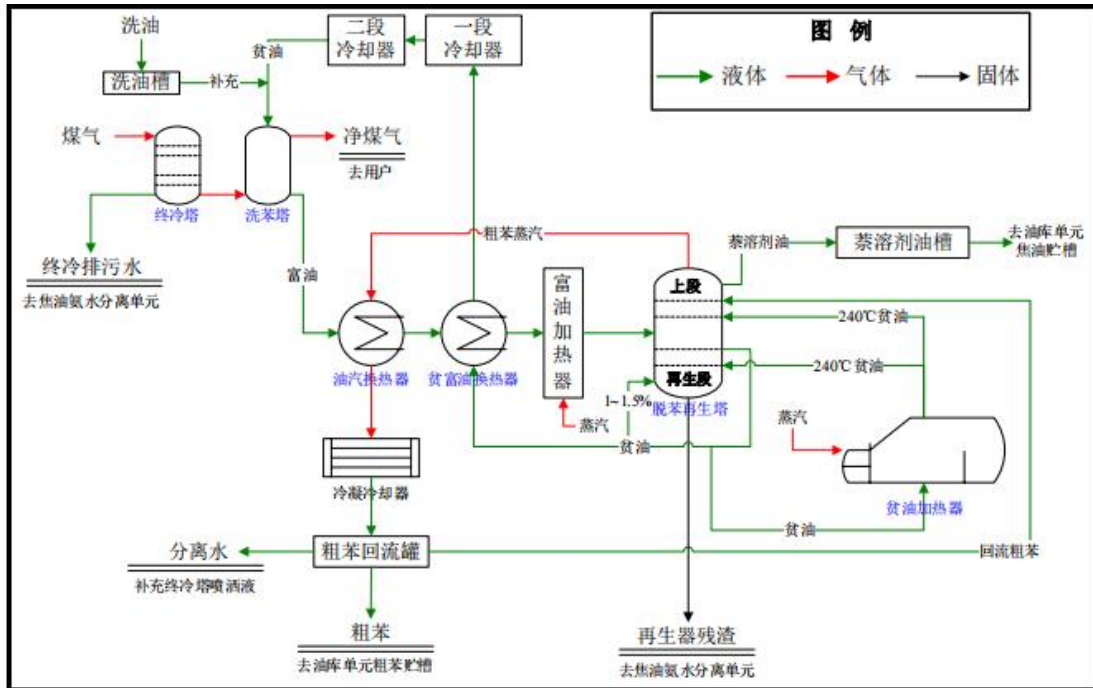 洗油
洗油槽
补充
贫油
二段
冷却器
一段
冷却器
图 例
液体
气体
固体
煤气
终冷塔
洗苯塔
净煤气
去用户
终冷排污水
去焦油氨水分离单元
富油
粗苯蒸汽
油汽换热器
贫富油换热器
富油加热器
蒸汽
萘溶剂油
萘溶剂油槽
去油库单元
焦油贮槽
上段
再生段
脱苯再生塔
240℃贫油
240℃贫油
1~1.5%
贫油
蒸汽
贫油加热器
贫油
冷凝冷却器
粗苯回流罐
回流粗苯
分离水
补充终冷塔喷洒液
粗苯
去油库单元粗苯贮槽
再生器残渣
去焦油氨水分离单元